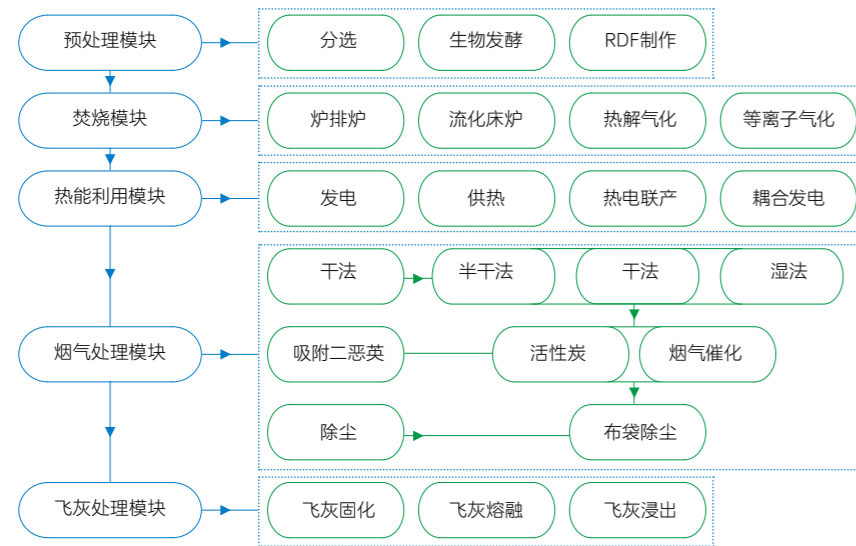 预处理模块
分选
生物发酵
RDF制作
焚烧模块
炉排炉
流化床炉
热解气化
等离子气化
热能利用模块
发电
供热
热电联产
耦合发电
烟气处理模块
干法
半干法
干法
湿法
吸附二恶英
活性炭
烟气催化
除尘
布袋除尘
飞灰处理模块
飞灰固化
飞灰熔融
飞灰浸出